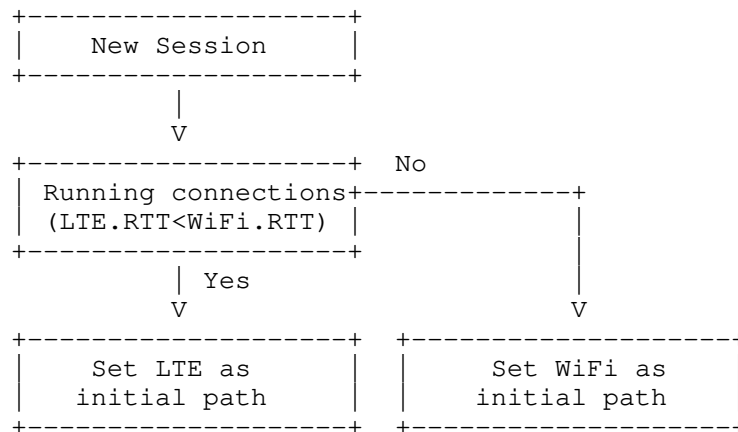 New Session
No
Running connections
(LTE.RTT<WiFi.RTT)
Yes
Set LTE as
initial path
Set WiFi as
initial path